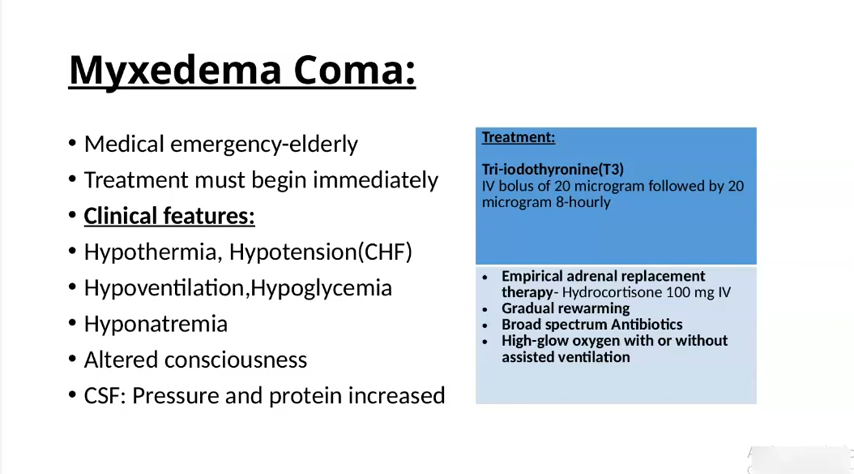 Myxedema Coma:
• Medical emergency-elderly
• Treatment must begin immediately
• Clinical features:
• Hypothermia, Hypotension(CHF)
• Hypoventilation,Hypoglycemia
• Hyponatremia
• Altered consciousness
• CSF: Pressure and protein increased
Treatment:
Tri-iodothyronine(T3)
IV bolus of 20 microgram followed by 20
microgram 8-hourly
• Empirical adrenal replacement
therapy- Hydrocortisone 100 mg IV
• Gradual rewarming
• Broad spectrum Antibiotics
• High-glow oxygen with or without
assisted ventilation